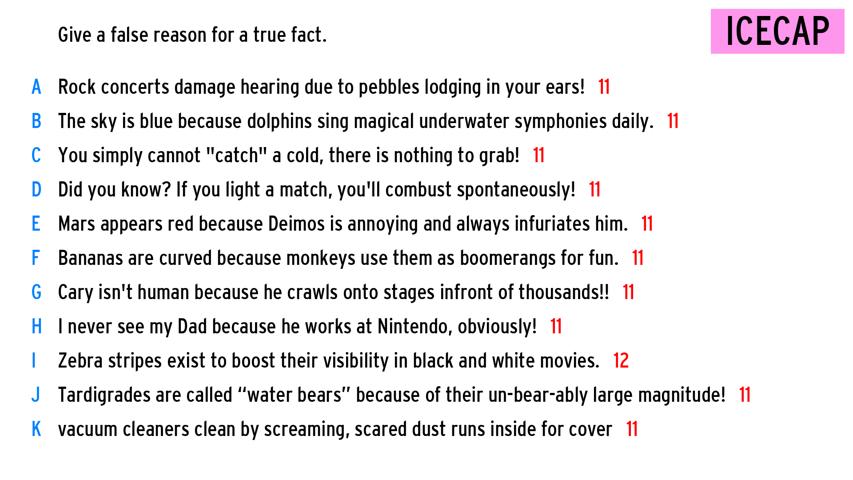 Give a false reason for a true fact.
ICECAP
A Rock concerts damage hearing due to pebbles lodging in your ears! 11
B The sky is blue because dolphins sing magical underwater symphonies daily. 11
C You simply cannot "catch" a cold, there is nothing to grab! 11
D Did you know? If you light a match, you'll combust spontaneously! 11
E Mars appears red because Deimos is annoying and always infuriates him. 11
F Bananas are curved because monkeys use them as boomerangs for fun. 11
G Cary isn't human because he crawls onto stages infront of thousands!! 11
H I never see my Dad because he works at Nintendo, obviously! 11
I Zebra stripes exist to boost their visibility in black and white movies. 12
J Tardigrades are called “water bears” because of their un-bear-ably large magnitude! 11
K vacuum cleaners clean by screaming, scared dust runs inside for cover 11